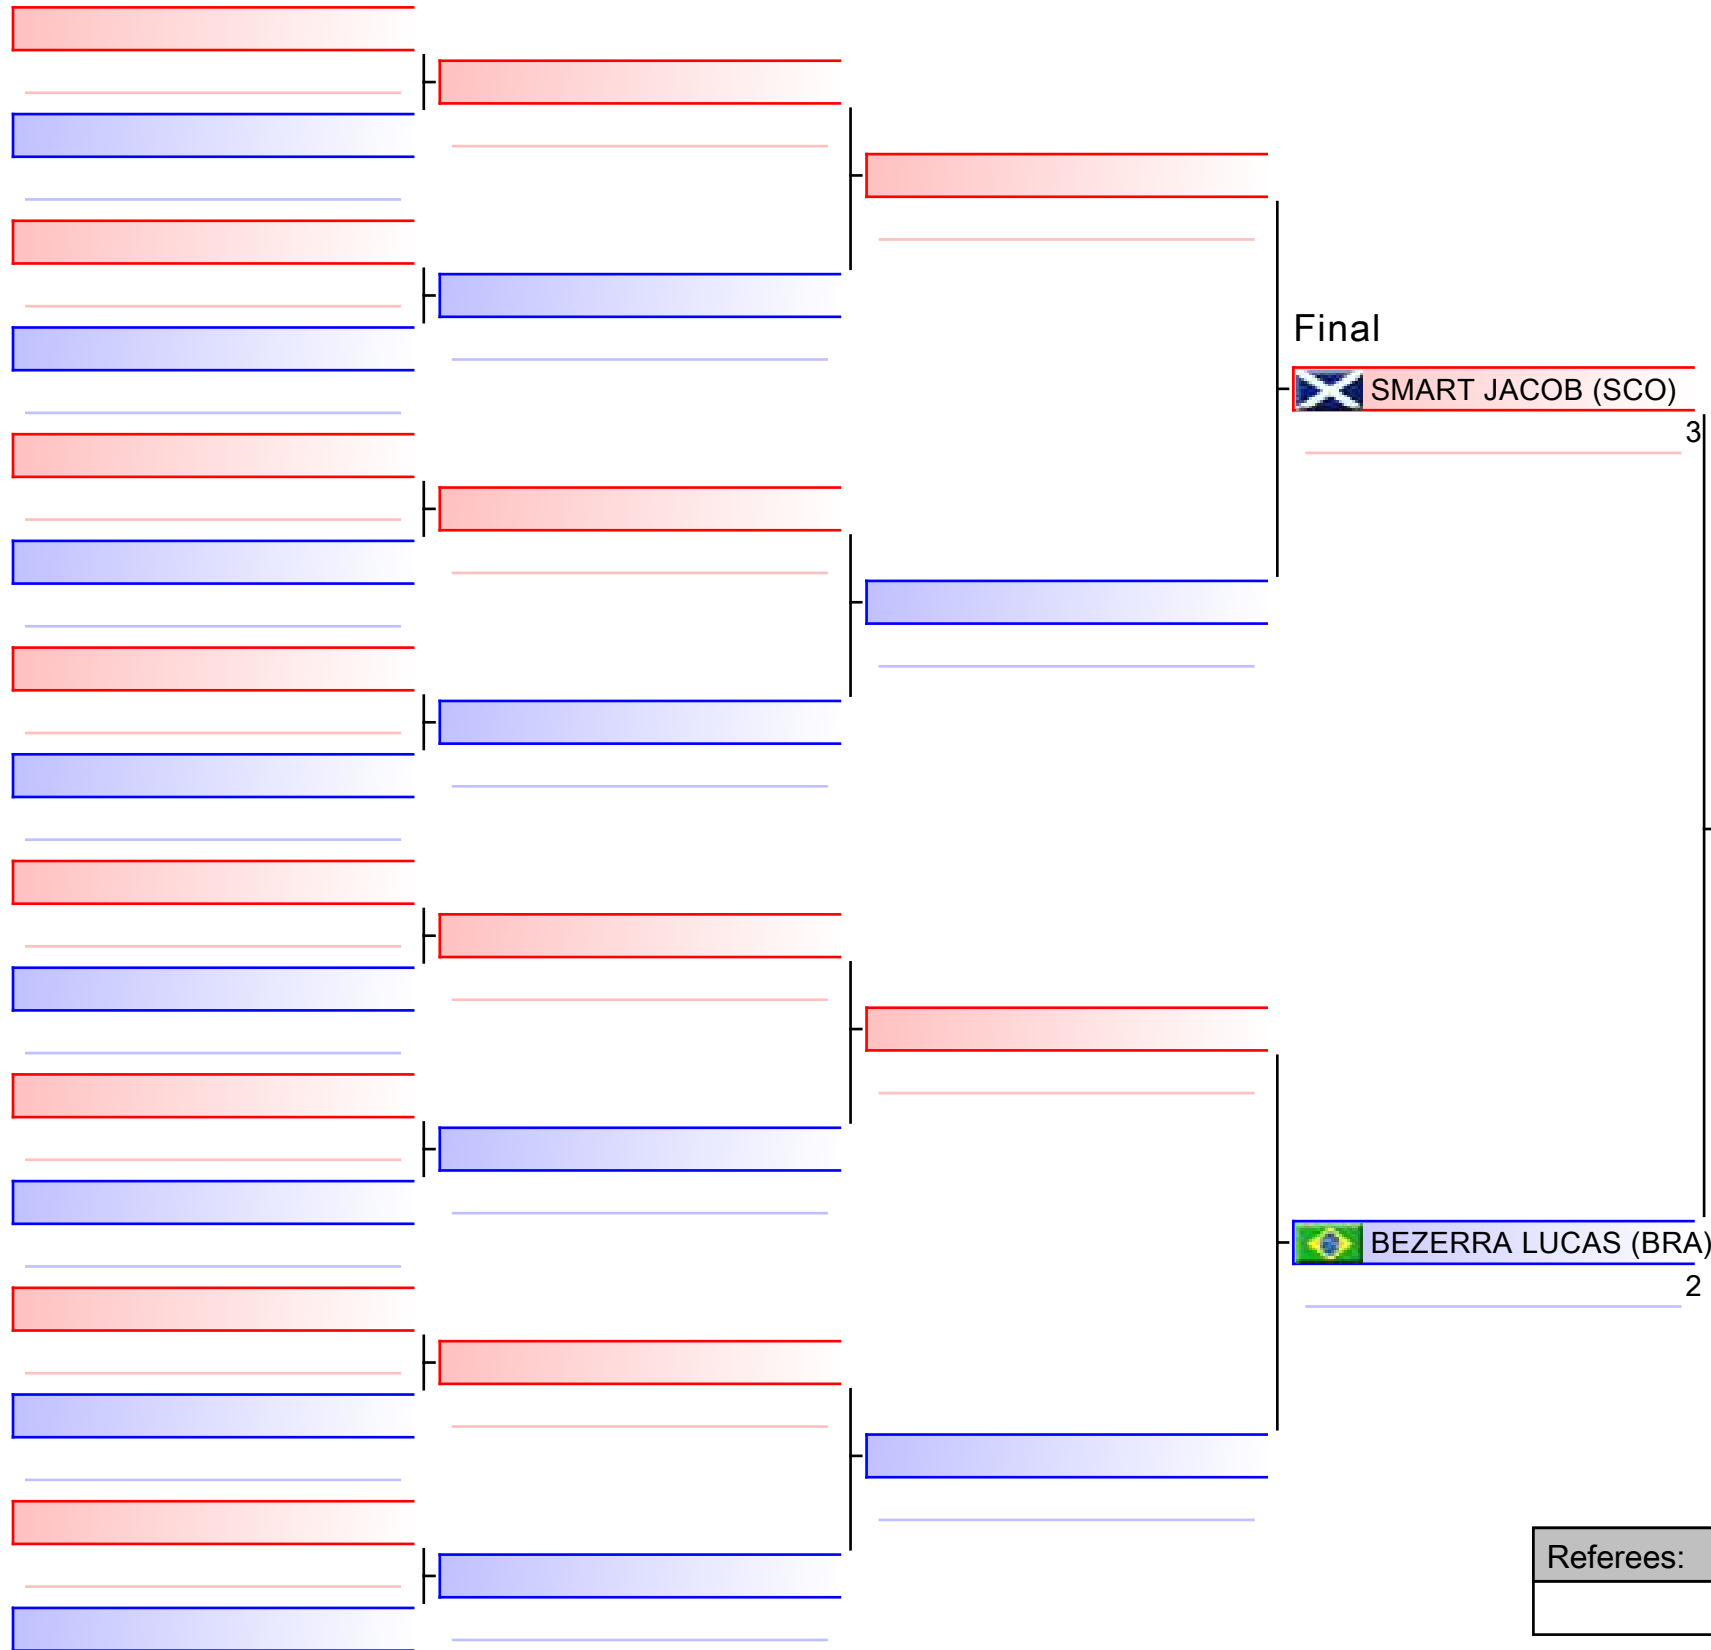 Final
SMART JACOB (SCO)
3
BEZERRA LUCAS (BRA)
2
Referees: